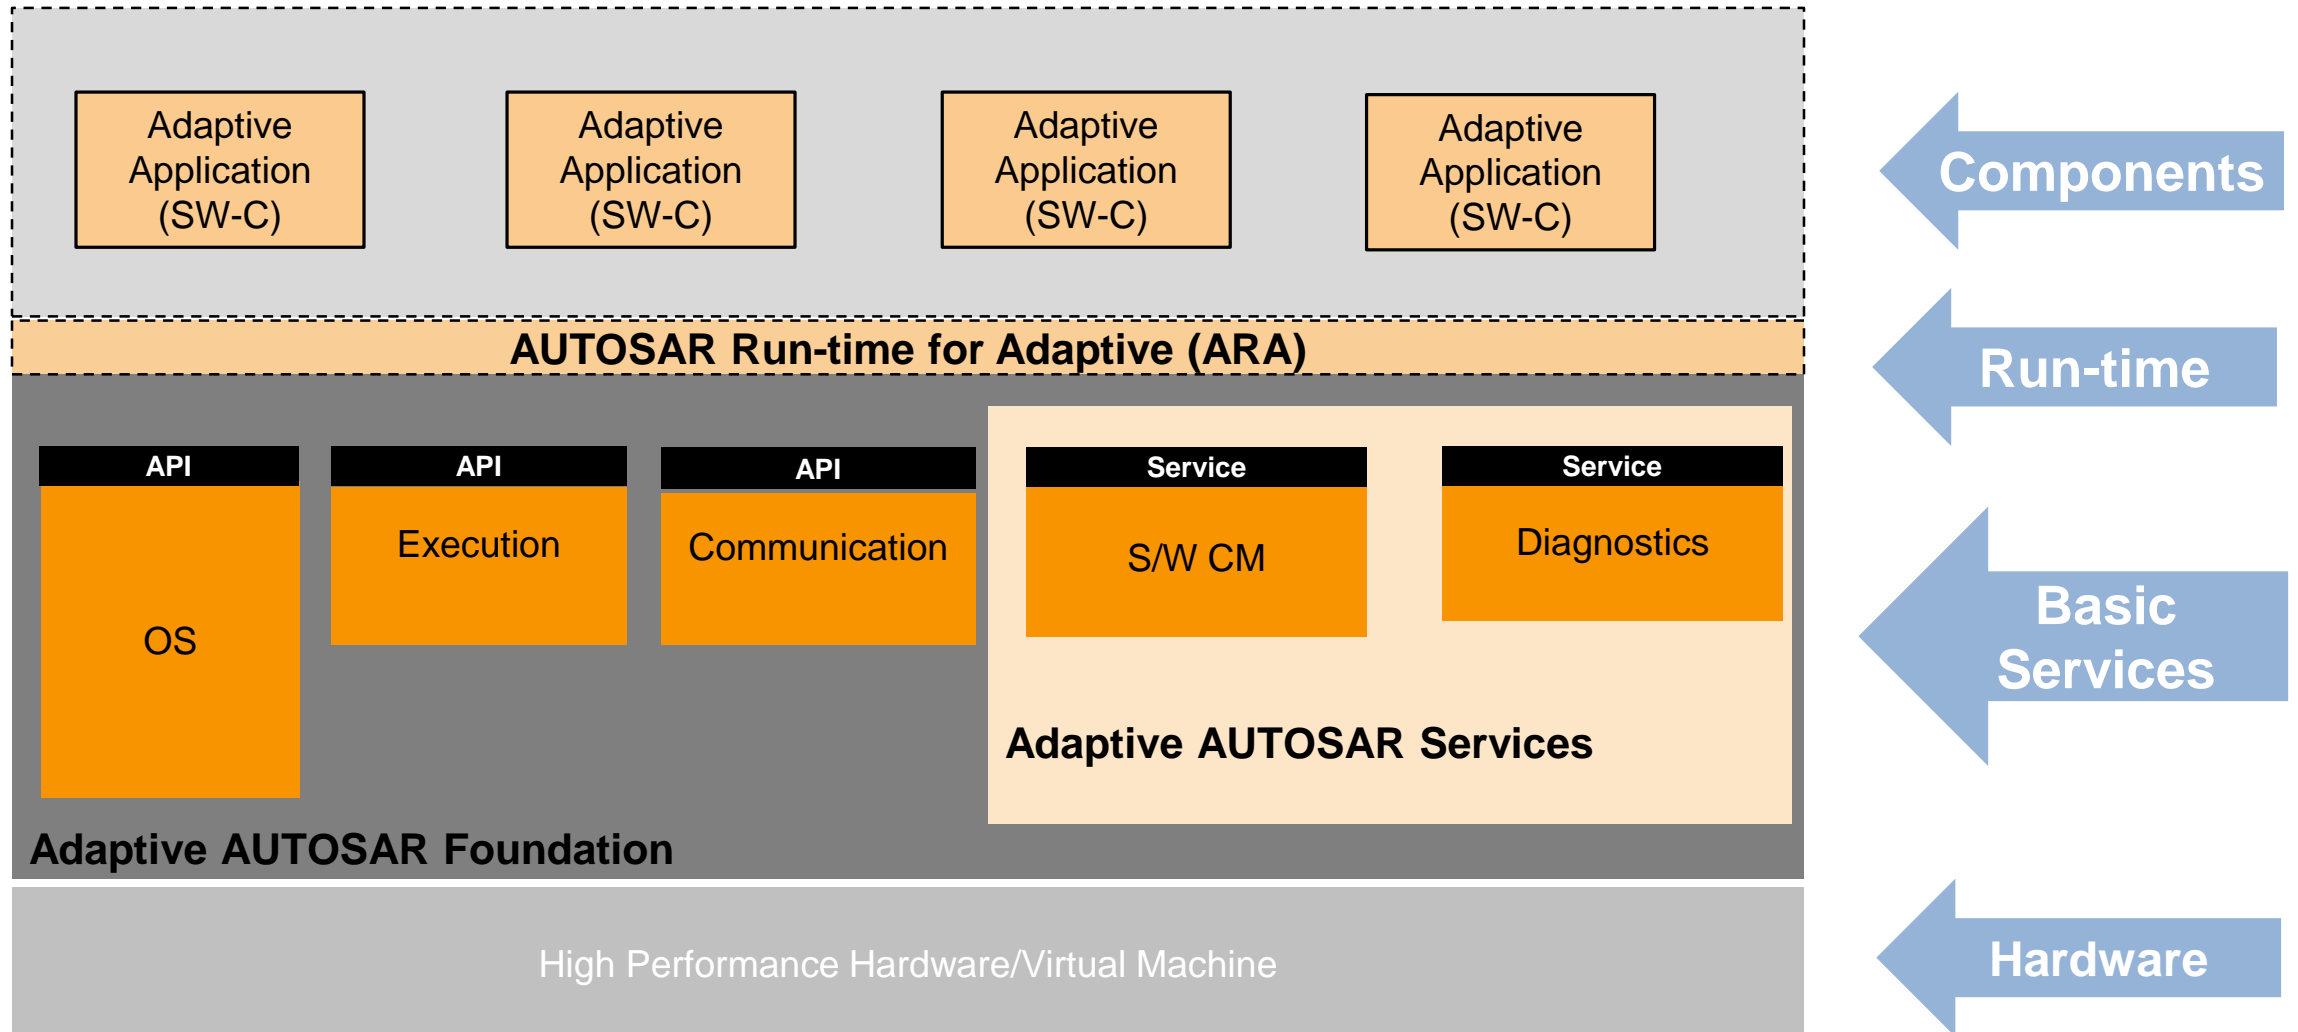 Adaptive
Application
(SW-C)
Adaptive
Application
(SW-C)
Adaptive
Application
(SW-C)
Adaptive
Application
(SW-C)
Components
AUTOSAR Run-time for Adaptive (ARA)
Run-time
API
OS
API
Execution
API
Communication
Service
S/W CM
Service
Diagnostics
Adaptive AUTOSAR Services
Adaptive AUTOSAR Foundation
Basic
Services
High Performance Hardware/Virtual Machine
Hardware